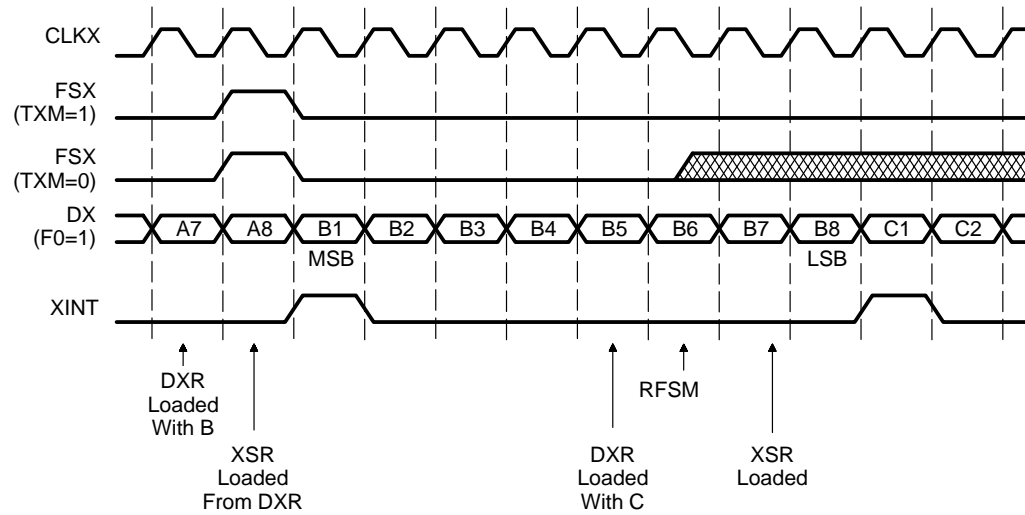 CLKX
FSX
(TXM=1)
FSX
(TXM=0)
DX
(F0=1)
A7 A8 B1 B2 B3 B4 B5 B6 B7 B8 C1 C2
MSB LSB
XINT
DXR
Loaded
With B
XSR
Loaded
From DXR
DXR
Loaded
With C
RFSM
XSR
Loaded